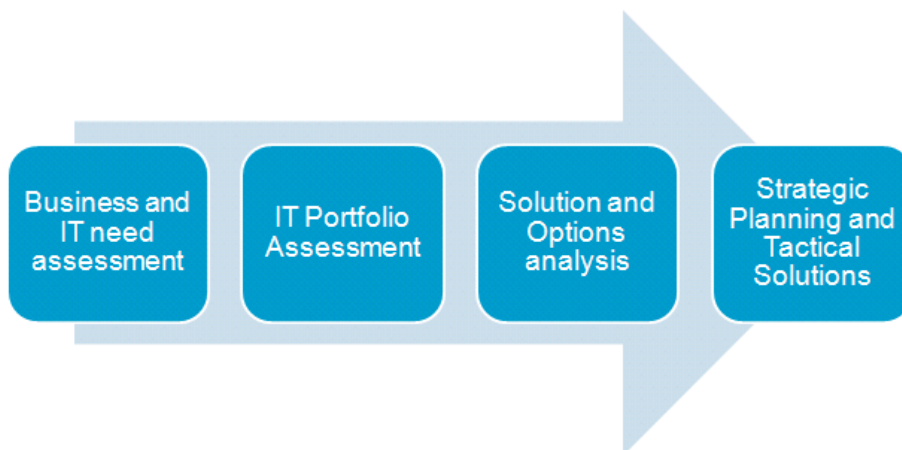 Business and
IT need
assessment
IT Portfolio
Assessment
Solution and
Options
analysis
Strategic
Planning and
Tactical
Solutions